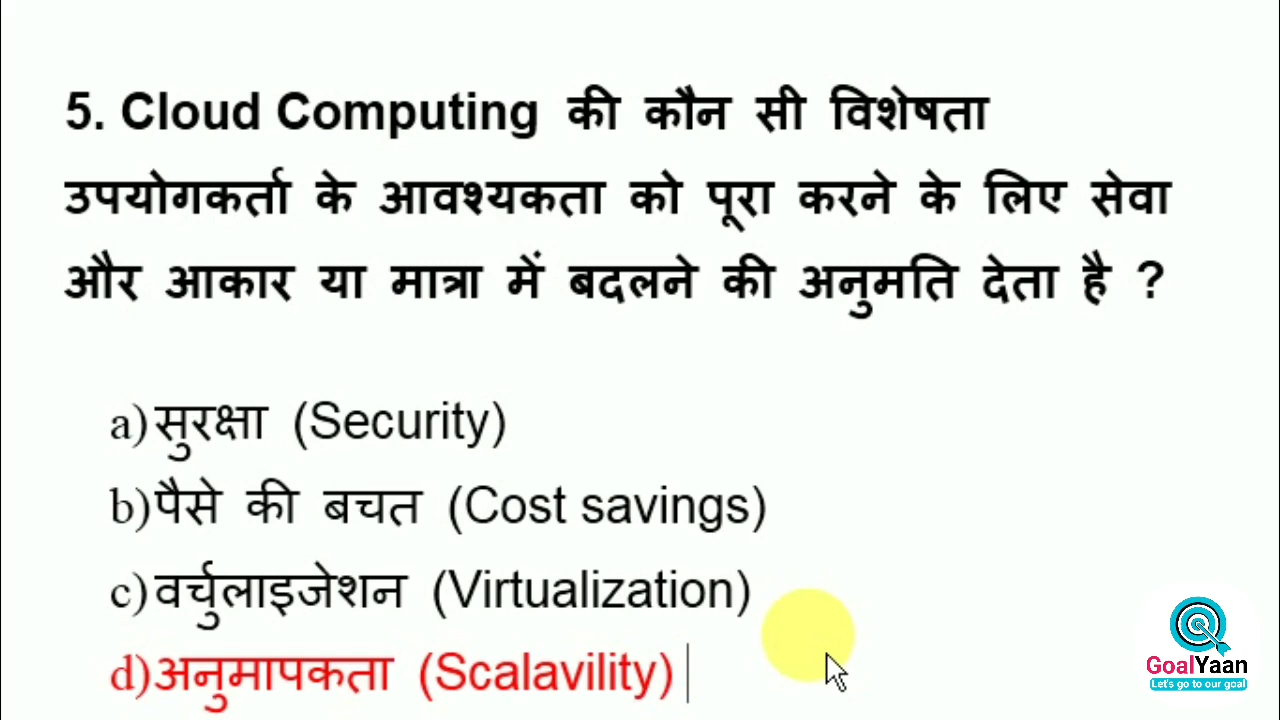 5. Cloud Computing की कौन सी विशेषता
उपयोगकर्ता के आवश्यकता को पूरा करने के लिए सेवा
और आकार या मात्रा में बदलने की अनुमति देता है ?
a) सुरक्षा (Security)
b) पैसे की बचत (Cost savings)
c) वर्चुलाइजेशन (Virtualization)
d) अनुमापकता (Scalavility)
GoalYaan
Let's go to our goal